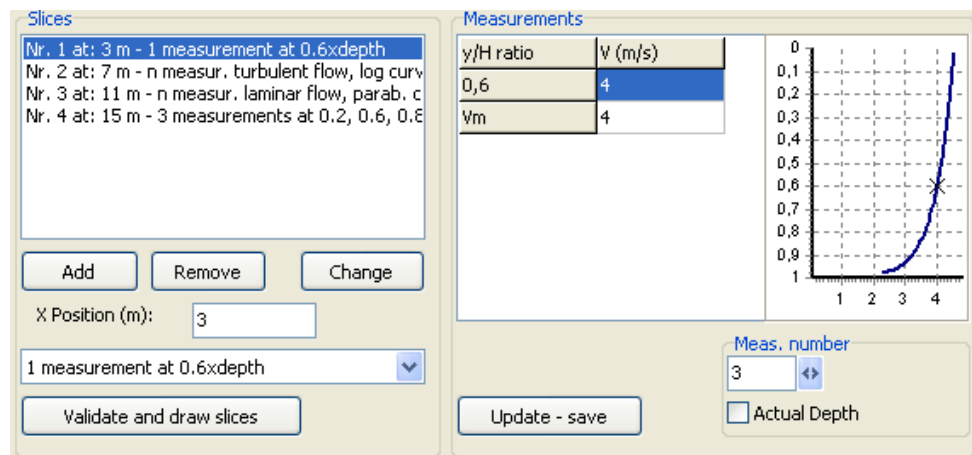 Slices
Nr. 1 at: 3 m - 1 measurement at 0.6xdepth
Nr. 2 at: 7 m - n measur. turbulent flow, log curv
Nr. 3 at: 11 m - n measur. laminar flow, parab. c
Nr. 4 at: 15 m - 3 measurements at 0.2, 0.6, 0.8
Add Remove Change
X Position (m): 3
1 measurement at 0.6xdepth
Validate and draw slices
Measurements
y/H ratio V (m/s)
0,6 4
Vm 4
0
0,1
0,2
0,3
0,4
0,5
0,6
0,7
0,8
0,9
1
1 2 3 4
Meas. number
3
Actual Depth
Update - save